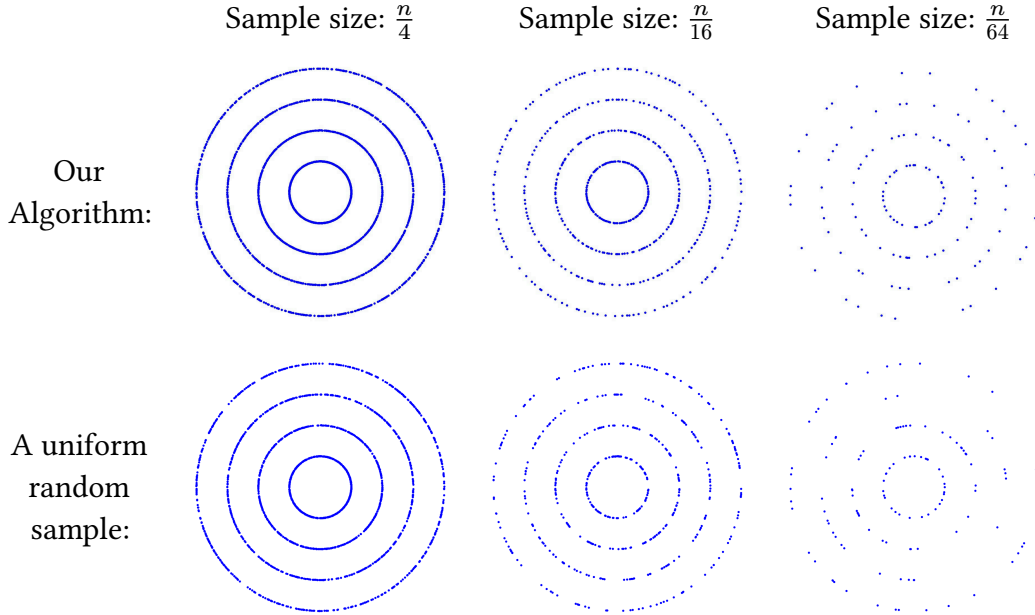 Sample size: n/4
Sample size: n/16
Sample size: n/64
Our
Algorithm:
A uniform
random
sample: